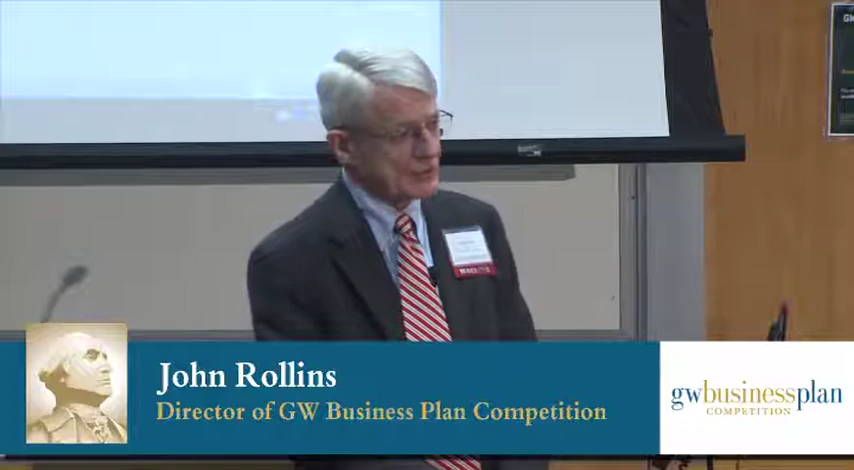 John Rollins
Director of GW Business Plan Competition
gwbusinessplan
COMPETITION